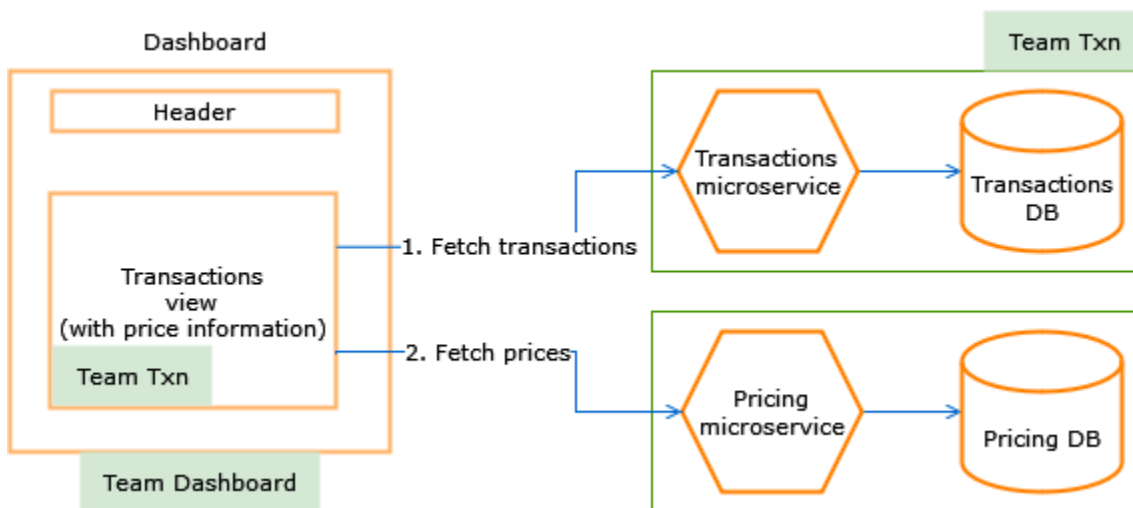 Dashboard
Team Txn
Header
Transactions
microservice
Transactions
DB
1. Fetch transactions
Transactions
view
(with price information)
2. Fetch prices
Team Txn
Pricing
microservice
Pricing DB
Team Dashboard